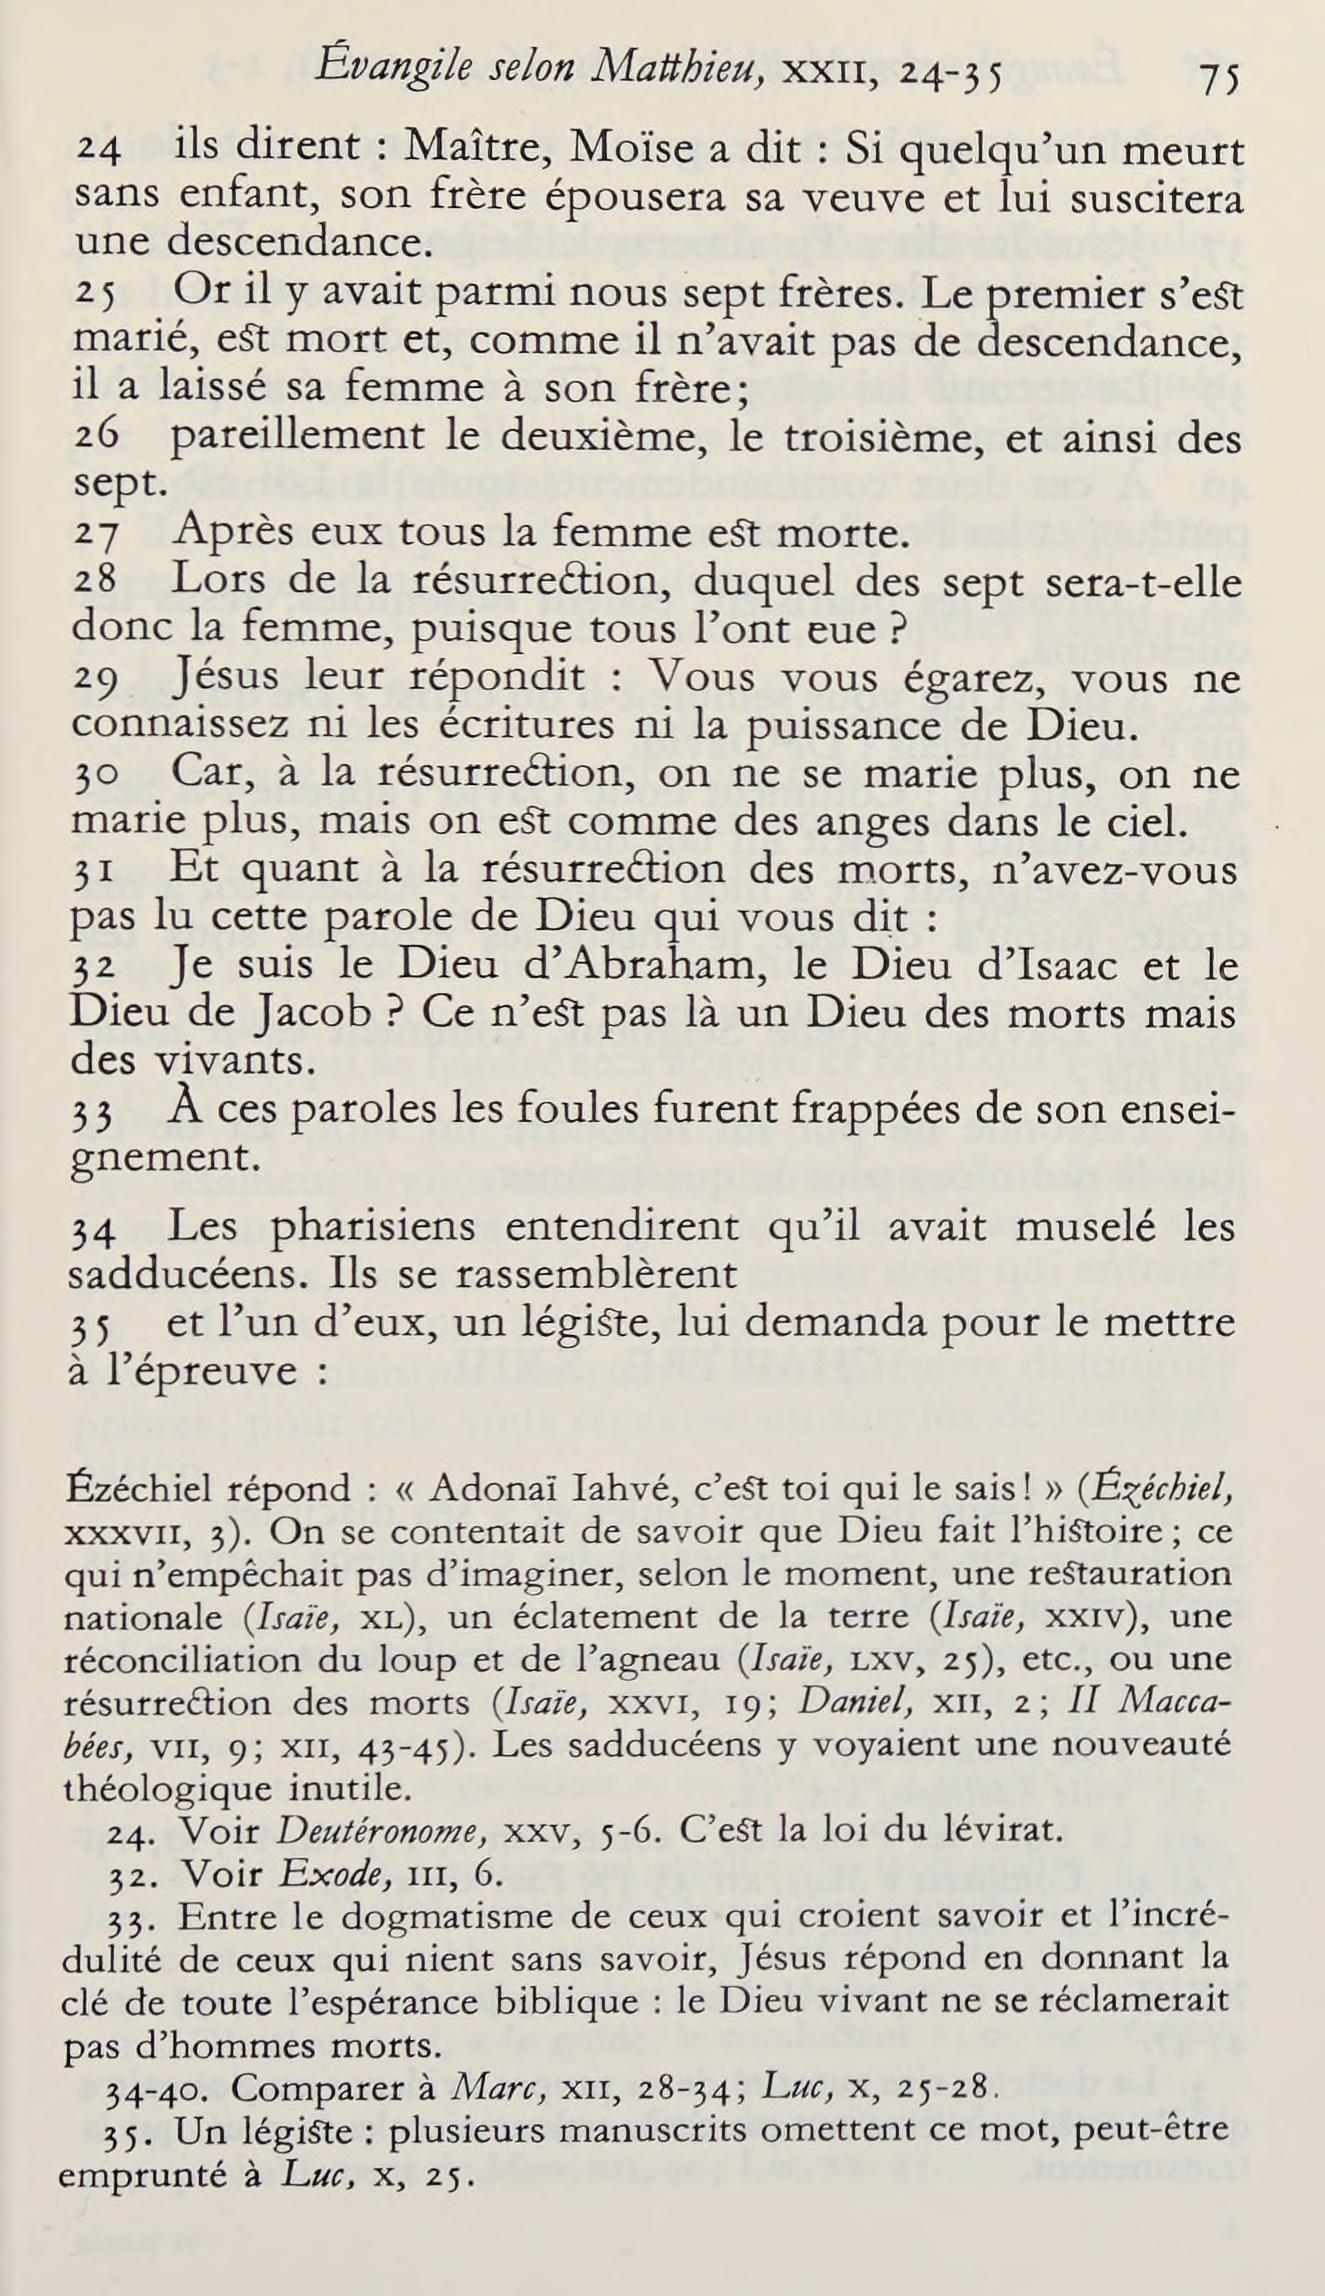 Évangile selon Matthieu, XXII, 24-35 75
24 ils dirent : Maître, Moïse a dit : Si quelqu'un meurt
sans enfant, son frère épousera sa veuve et lui suscitera
une descendance.
25 Or il y avait parmi nous sept frères. Le premier s'est
marié, est mort et, comme il n'avait pas de descendance,
il a laissé sa femme à son frère;
26 pareillement le deuxième, le troisième, et ainsi des
sept.
27 Après eux tous la femme est morte.
28 Lors de la résurrection, duquel des sept sera-t-elle
donc la femme, puisque tous l'ont eue ?
29 Jésus leur répondit : Vous vous égarez, vous ne
connaissez ni les écritures ni la puissance de Dieu.
30 Car, à la résurrection, on ne se marie plus, on ne
marie plus, mais on est comme des anges dans le ciel.
31 Et quant à la résurrection des morts, n'avez-vous
pas lu cette parole de Dieu qui vous dit :
32 Je suis le Dieu d'Abraham, le Dieu d'Isaac et le
Dieu de Jacob ? Ce n'est pas là un Dieu des morts mais
des vivants.
33 À ces paroles les foules furent frappées de son ensei-
gnement.
34 Les pharisiens entendirent qu'il avait muselé les
sadducéens. Ils se rassemblèrent
35 et l'un d'eux, un légiste, lui demanda pour le mettre
à l'épreuve :
Ézéchiel répond : « Adonaï Iahvé, c'est toi qui le sais! » (Ézéchiel,
XXXVII, 3). On se contentait de savoir que Dieu fait l'histoire; ce
qui n'empêchait pas d'imaginer, selon le moment, une restauration
nationale (Isaïe, XL), un éclatement de la terre (Isaïe, XXIV), une
réconciliation du loup et de l'agneau (Isaïe, LXV, 25), etc., ou une
résurrection des morts (Isaïe, XXVI, 19; Daniel, XII, 2; II Macca-
bées, VII, 9; XII, 43-45). Les sadducéens y voyaient une nouveauté
théologique inutile.
24. Voir Deutéronome, XXV, 5-6. C'est la loi du lévirat.
32. Voir Exode, III, 6.
33. Entre le dogmatisme de ceux qui croient savoir et l'incré-
dulité de ceux qui nient sans savoir, Jésus répond en donnant la
clé de toute l'espérance biblique : le Dieu vivant ne se réclamerait
pas d'hommes morts.
34-40. Comparer à Marc, XII, 28-34; Luc, X, 25-28.
35. Un légiste : plusieurs manuscrits omettent ce mot, peut-être
emprunté à Luc, X, 25.